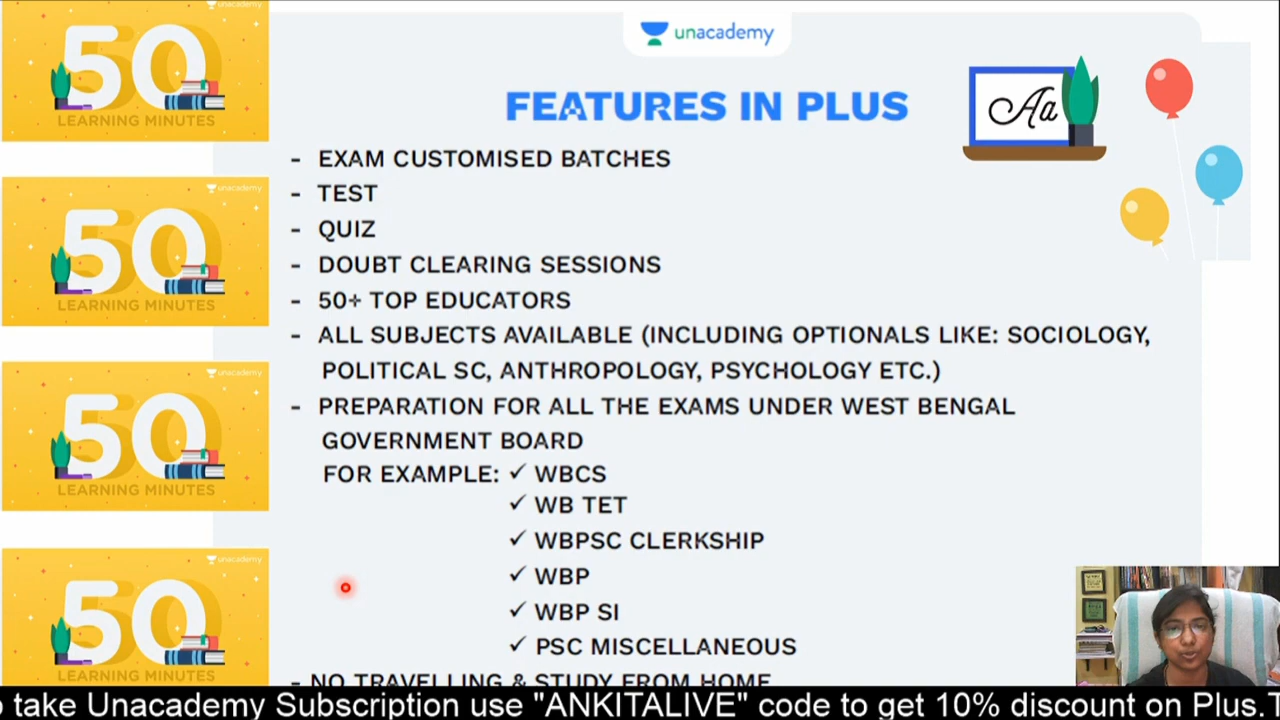 unacademy
50
LEARNING MINUTES
unacademy
50
LEARNING MINUTES
unacademy
50
LEARNING MINUTES
unacademy
50
LEARNING MINUTES
unacademy
FEATURES IN PLUS
Aa
- EXAM CUSTOMISED BATCHES
- TEST
- QUIZ
- DOUBT CLEARING SESSIONS
- 50+ TOP EDUCATORS
- ALL SUBJECTS AVAILABLE (INCLUDING OPTIONALS LIKE: SOCIOLOGY,
POLITICAL SC, ANTHROPOLOGY, PSYCHOLOGY ETC.)
- PREPARATION FOR ALL THE EXAMS UNDER WEST BENGAL
GOVERNMENT BOARD
FOR EXAMPLE: ✓ WBCS
✓ WB TET
✓ WBPSC CLERKSHIP
✓ WBP
✓ WBP SI
✓ PSC MISCELLANEOUS
- NO TRAVELLING & STUDY FROM HOME
o take Unacademy Subscription use "ANKITALIVE" code to get 10% discount on Plus.T